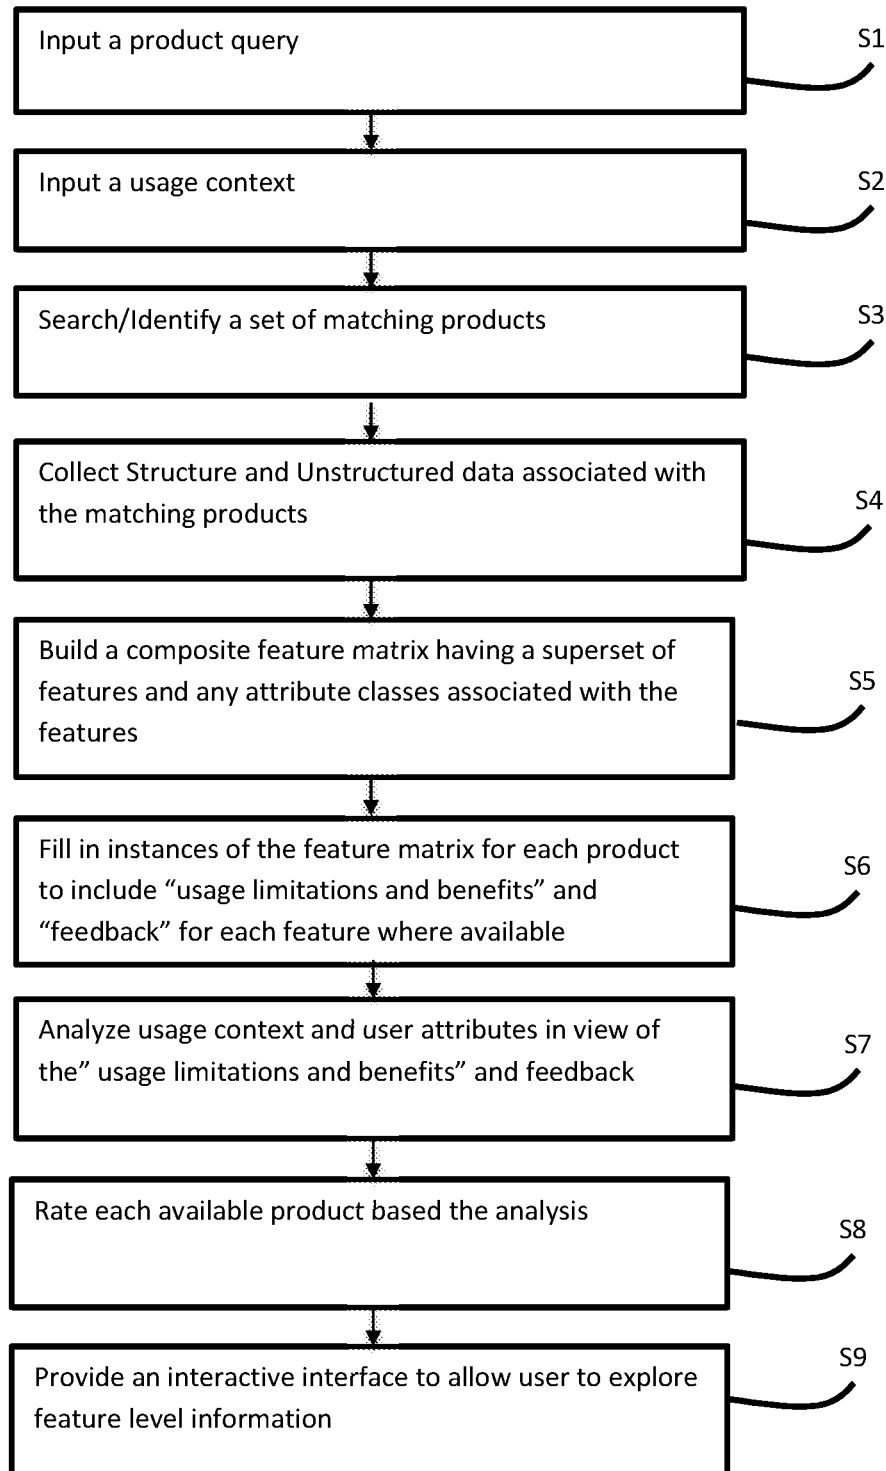 Input a product query
S1
Input a usage context
S2
Search/Identify a set of matching products
S3
Collect Structure and Unstructured data associated with
the matching products
S4
Build a composite feature matrix having a superset of
features and any attribute classes associated with the
features
S5
Fill in instances of the feature matrix for each product
to include “usage limitations and benefits” and
“feedback” for each feature where available
S6
Analyze usage context and user attributes in view of
the” usage limitations and benefits” and feedback
S7
Rate each available product based the analysis
S8
Provide an interactive interface to allow user to explore
feature level information
S9